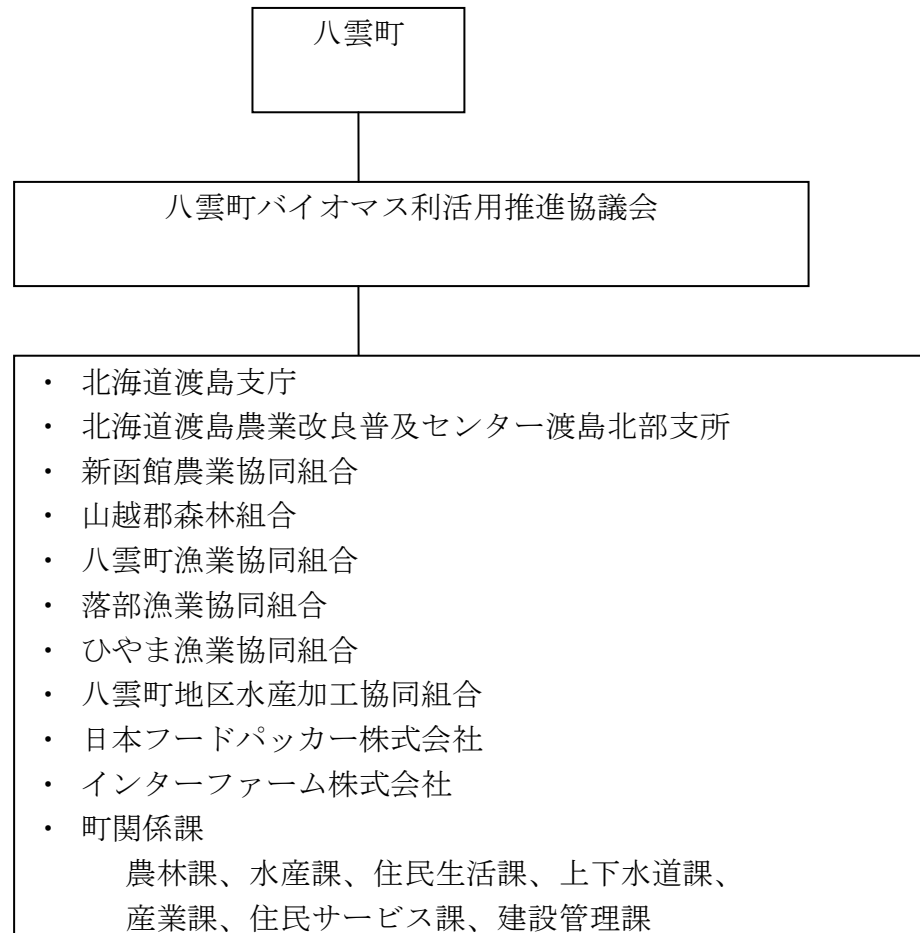 八雲町
八雲町バイオマス利活用推進協議会
・ 北海道渡島支庁
・ 北海道渡島農業改良普及センター渡島北部支所
・ 新函館農業協同組合
・ 山越郡森林組合
・ 八雲町漁業協同組合
・ 落部漁業協同組合
・ ひやま漁業協同組合
・ 八雲町地区水産加工協同組合
・ 日本フードパッカー株式会社
・ インターファーム株式会社
・ 町関係課
農林課、水産課、住民生活課、上下水道課、
産業課、住民サービス課、建設管理課